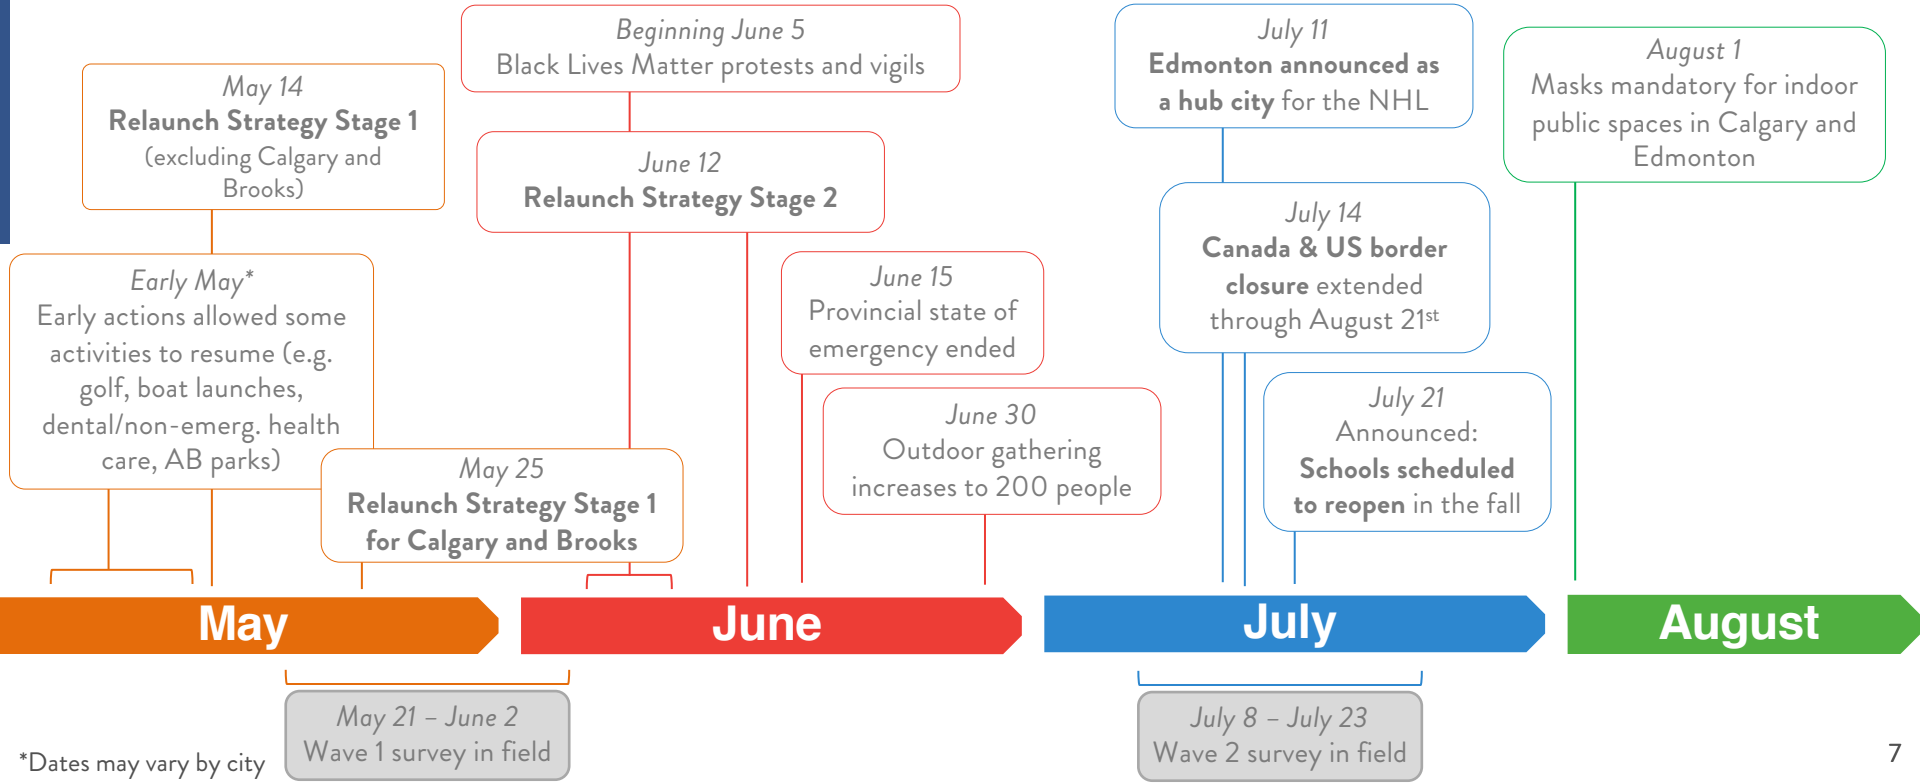 May 14
Relaunch Strategy Stage 1
(excluding Calgary and
Brooks)
Early May*
Early actions allowed some
activities to resume (e.g.
golf, boat launches,
dental/non-emerg. health
care, AB parks)
May 25
Relaunch Strategy Stage 1
for Calgary and Brooks
Beginning June 5
Black Lives Matter protests and vigils
June 12
Relaunch Strategy Stage 2
June 15
Provincial state of
emergency ended
June 30
Outdoor gathering
increases to 200 people
July 11
Edmonton announced as
a hub city for the NHL
July 14
Canada & US border
closure extended
through August 21st
July 21
Announced:
Schools scheduled
to reopen in the fall
August 1
Masks mandatory for indoor
public spaces in Calgary and
Edmonton
May
June
July
August
May 21 – June 2
Wave 1 survey in field
July 8 – July 23
Wave 2 survey in field
*Dates may vary by city
7